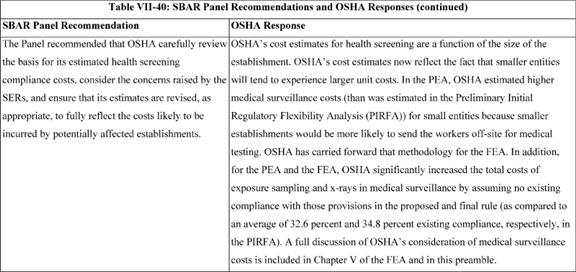 Table VII-40: SBAR Panel Recommendations and OSHA Responses (continued)
SBAR Panel Recommendation
OSHA Response
The Panel recommended that OSHA carefully review
the basis for its estimated health screening
compliance costs, consider the concerns raised by the
SERs, and ensure that its estimates are revised, as
appropriate, to fully reflect the costs likely to be
incurred by potentially affected establishments.
OSHA’s cost estimates for health screening are a function of the size of the
establishment. OSHA’s cost estimates now reflect the fact that smaller entities
will tend to experience larger unit costs. In the PEA, OSHA estimated higher
medical surveillance costs (than was estimated in the Preliminary Initial
Regulatory Flexibility Analysis (PIRFA)) for small entities because smaller
establishments would be more likely to send the workers off-site for medical
testing. OSHA has carried forward that methodology for the FEA. In addition,
for the PEA and the FEA, OSHA significantly increased the total costs of
exposure sampling and x-rays in medical surveillance by assuming no existing
compliance with those provisions in the proposed and final rule (as compared to
an average of 32.6 percent and 34.8 percent existing compliance, respectively, in
the PIRFA). A full discussion of OSHA’s consideration of medical surveillance
costs is included in Chapter V of the FEA and in this preamble.